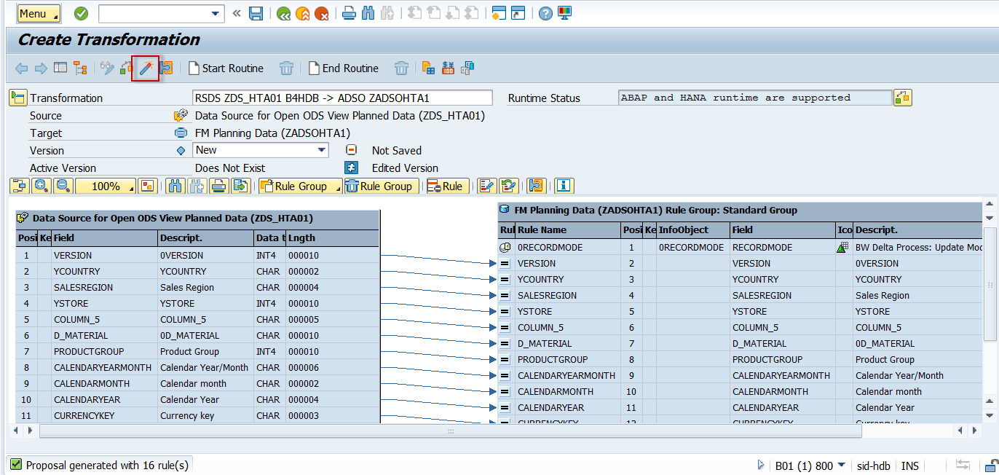 Menu
Create Transformation
Start Routine End Routine
Transformation RSDS ZDS_HTA01 B4HDB -> ADSO ZADSOHTA1 Runtime Status ABAP and HANA runtime are supported
Source Data Source for Open ODS View Planned Data (ZDS_HTA01)
Target FM Planning Data (ZADSOHTA1)
Version New Not Saved
Active Version Does Not Exist Edited Version
100% Rule Group Rule Group Rule
Data Source for Open ODS View Planned Data (ZDS_HTA01)
Posi Ke Field Descript. Data t Lngth
1 VERSION 0VERSION INT4 000010
2 YCOUNTRY YCOUNTRY CHAR 000002
3 SALESREGION Sales Region CHAR 000004
4 YSTORE YSTORE INT4 000010
5 COLUMN_5 COLUMN_5 CHAR 000005
6 D_MATERIAL 0D_MATERIAL CHAR 000010
7 PRODUCTGROUP Product Group INT4 000010
8 CALENDARYEARMONTH Calendar Year/Month CHAR 000006
9 CALENDARMONTH Calendar month CHAR 000002
10 CALENDARYEAR Calendar Year CHAR 000004
11 CURRENCYKEY Currency key CHAR 000003
FM Planning Data (ZADSOHTA1) Rule Group: Standard Group
Rul Rule Name Posi Ke InfoObject Field Ico Descript.
0RECORDMODE 1 0RECORDMODE RECORDMODE BW Delta Process: Update Moc
VERSION 2 VERSION 0VERSION
YCOUNTRY 3 YCOUNTRY YCOUNTRY
SALESREGION 4 SALESREGION Sales Region
YSTORE 5 YSTORE YSTORE
COLUMN_5 6 COLUMN_5 COLUMN_5
D_MATERIAL 7 D_MATERIAL 0D_MATERIAL
PRODUCTGROUP 8 PRODUCTGROUP Product Group
CALENDARYEARMONTH 9 CALENDARYEARMONTH Calendar Year/Month
CALENDARMONTH 10 CALENDARMONTH Calendar month
CALENDARYEAR 11 CALENDARYEAR Calendar Year
CURRENCYKEY 12 CURRENCYKEY Currency key
Proposal generated with 16 rule(s) B01 (1) 800 sid-hdb INS